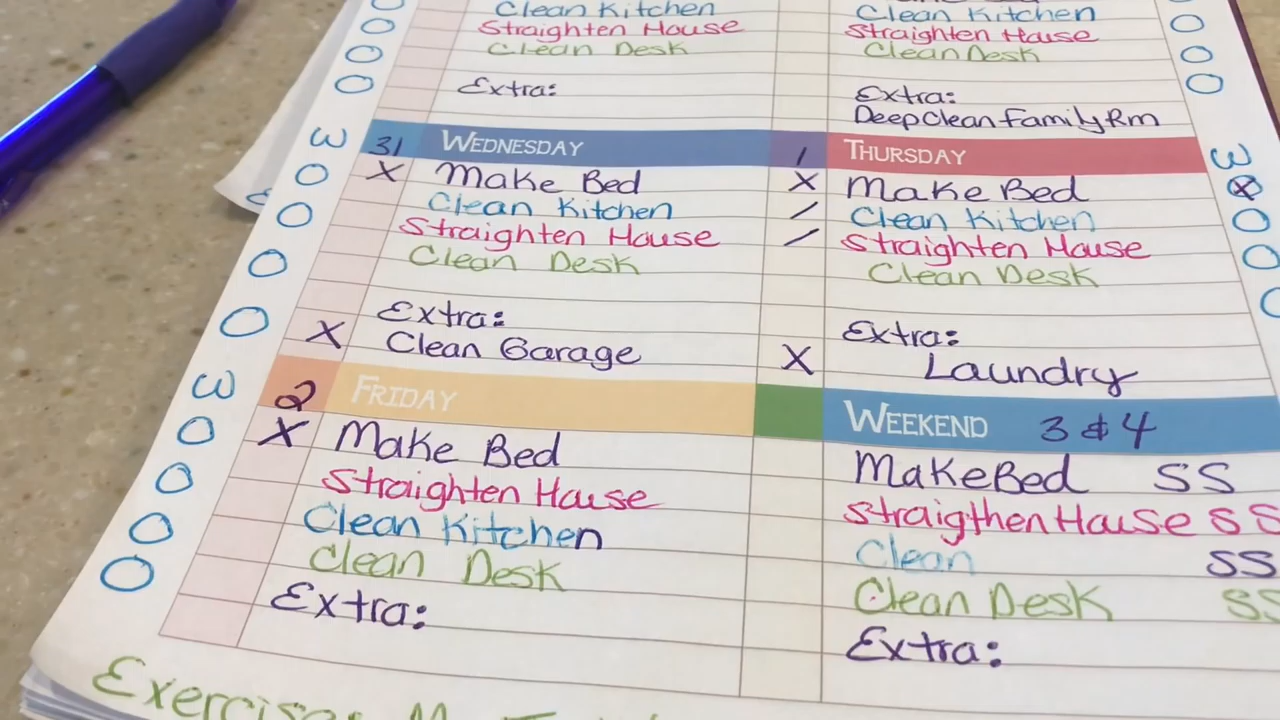 Clean Kitchen
Straighten House
Clean Desk
Extra:
Clean Kitchen
Straighten House
Clean Desk
Extra:
Deep Clean Family Rm
W
31 WEDNESDAY
X Make Bed
Clean Kitchen
Straighten House
Clean Desk
Extra:
X Clean Garage
1 THURSDAY
X Make Bed
/ Clean Kitchen
/ Straighten House
Clean Desk
Extra:
X Laundry
W
W
2 FRIDAY
X Make Bed
Straighten House
Clean Kitchen
Clean Desk
Extra:
WEEKEND 3 & 4
Make Bed SS
Straigthen House SS
Clean SS
Clean Desk SS
Extra: